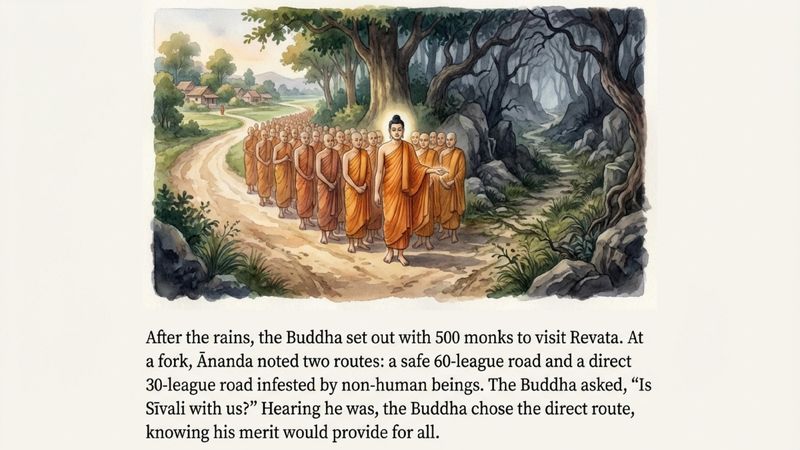 After the rains, the Buddha set out with 500 monks to visit Revata. At
a fork, Ānanda noted two routes: a safe 60-league road and a direct
30-league road infested by non-human beings. The Buddha asked, “Is
Sīvali with us?” Hearing he was, the Buddha chose the direct route,
knowing his merit would provide for all.